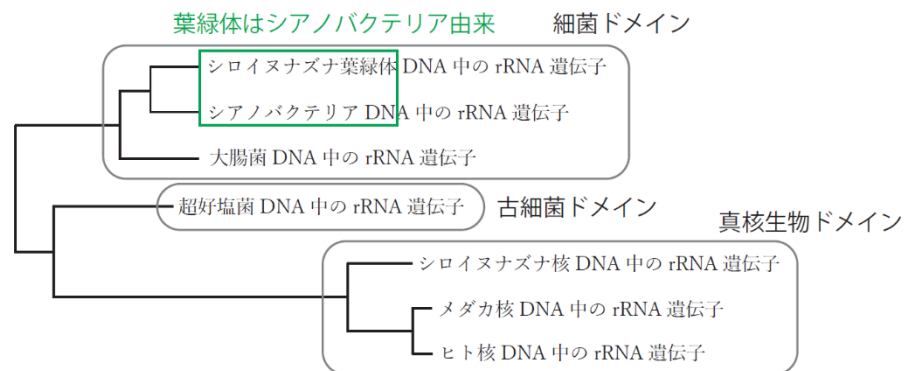 葉緑体はシアノバクテリア由来 細菌ドメイン
シロイヌナズナ葉緑体 DNA 中の rRNA 遺伝子
シアノバクテリア DNA 中の rRNA 遺伝子
大腸菌 DNA 中の rRNA 遺伝子
超好塩菌 DNA 中の rRNA 遺伝子 古細菌ドメイン
真核生物ドメイン
シロイヌナズナ核 DNA 中の rRNA 遺伝子
メダカ核 DNA 中の rRNA 遺伝子
ヒト核 DNA 中の rRNA 遺伝子